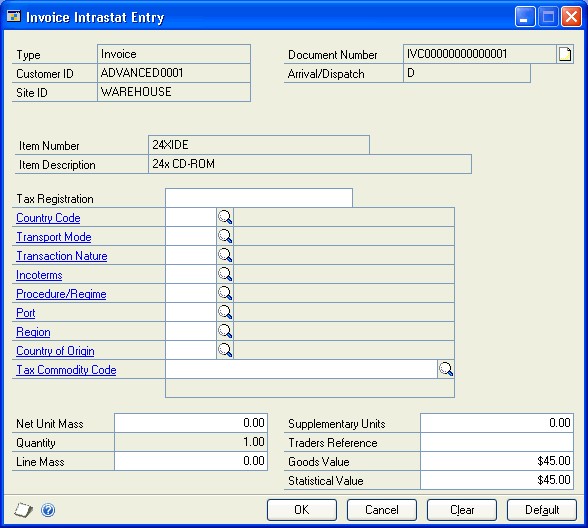 Invoice Intrastat Entry
Type Invoice Document Number IVC00000000000001
Customer ID ADVANCED0001 Arrival/Dispatch D
Site ID WAREHOUSE
Item Number 24XIDE
Item Description 24x CD-ROM
Tax Registration
Country Code
Transport Mode
Transaction Nature
Incoterms
Procedure/Regime
Port
Region
Country of Origin
Tax Commodity Code
Net Unit Mass 0.00 Supplementary Units 0.00
Quantity 1.00 Traders Reference
Line Mass 0.00 Goods Value $45.00
Statistical Value $45.00
OK Cancel Clear Default